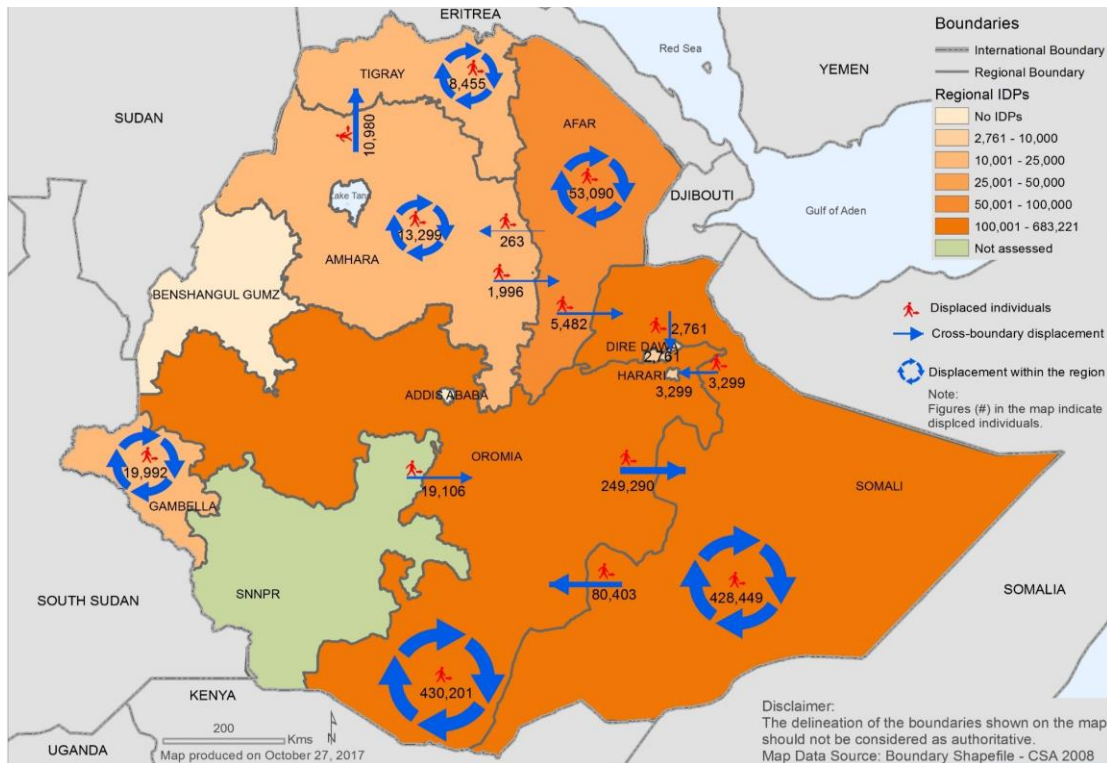 ERITREA
Red Sea
YEMEN
TIGRAY
8,455
SUDAN
AFAR
10,980
53,090
DJIBOUTI
Lake Tana
Gulf of Aden
13,299
263
AMHARA
BENSHANGUL GUMZ
1,996
5,482
2,761
DIRE DAWA
2,761
HARARI
3,299
3,299
ADDIS ABABA
19,992
OROMIA
19,106
249,290
SOMALI
GAMBELLA
SOUTH SUDAN
SNNPR
80,403
428,449
SOMALIA
430,201
KENYA
UGANDA
200
Kms
N
Map produced on October 27, 2017
Boundaries
International Boundary
Regional Boundary
Regional IDPs
No IDPs
2,761 - 10,000
10,001 - 25,000
25,001 - 50,000
50,001 - 100,000
100,001 - 683,221
Not assessed
Displaced individuals
Cross-boundary displacement
Displacement within the region
Note:
Figures (#) in the map indicate
displced individuals.
Disclaimer:
The delineation of the boundaries shown on the map
should not be considered as authoritative.
Map Data Source: Boundary Shapefile - CSA 2008